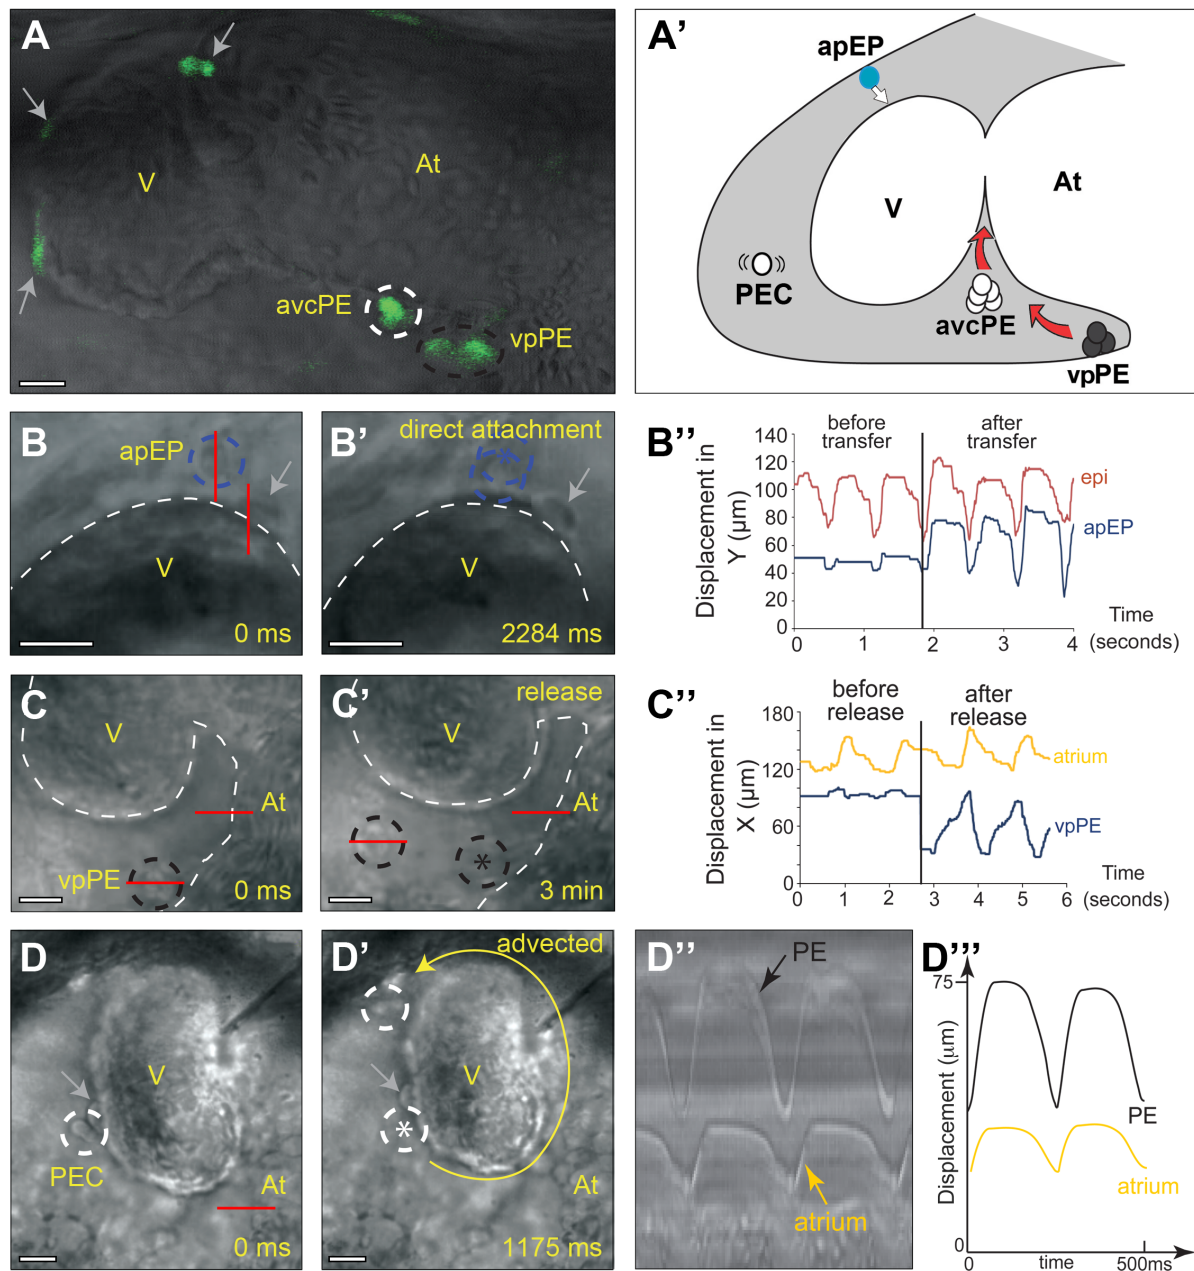 A
V
At
avcPE
vpPE
A'
apEP
V
At
PEC
avcPE
vpPE
B
apEP
V
0 ms
B'
direct attachment
*
V
2284 ms
B''
before
transfer
after
transfer
Displacement in
Y (µm)
140
120
100
80
60
40
20
0
0 1 2 3 4
epi
apEP
Time
(seconds)
C
V
At
vpPE
0 ms
C'
release
V
At
*
3 min
C''
before
release
after
release
Displacement in
X (µm)
180
120
60
0
0 1 2 3 4 5 6
atrium
vpPE
Time
(seconds)
D
V
PEC
At
0 ms
D'
advected
V
*
At
1175 ms
D''
PE
atrium
D'''
75
Displacement (µm)
0
PE
atrium
0 time 500ms